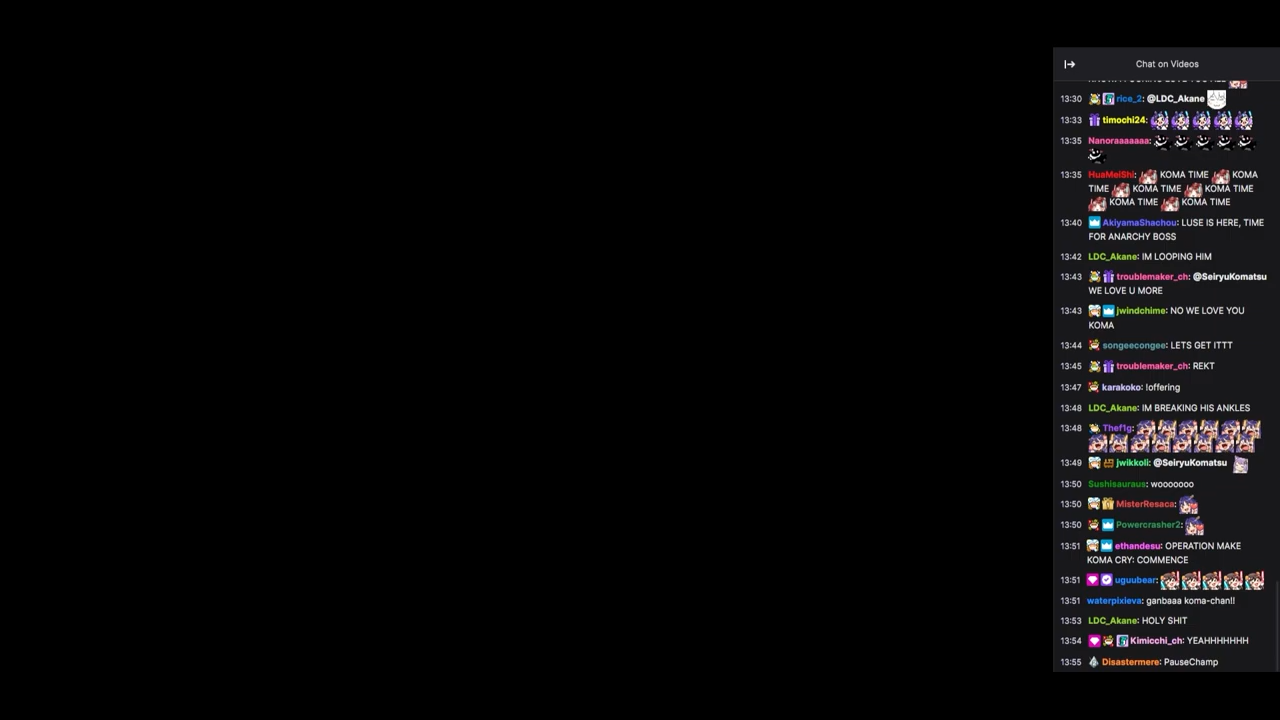 Chat on Videos
13:30 rice_2: @LDC_Akane
13:33 timochi24:
13:35 Nanoraaaaaaa:
13:35 HuaMeiShi: KOMA TIME KOMA
TIME KOMA TIME KOMA TIME
KOMA TIME KOMA TIME
13:40 AkiyamaShachou: LUSE IS HERE, TIME
FOR ANARCHY BOSS
13:42 LDC_Akane: IM LOOPING HIM
13:43 troublemaker_ch: @SeiryuKomatsu
WE LOVE U MORE
13:43 jwindchime: NO WE LOVE YOU
KOMA
13:44 songeecongee: LETS GET ITTT
13:45 troublemaker_ch: REKT
13:47 karakoko: !offering
13:48 LDC_Akane: IM BREAKING HIS ANKLES
13:48 Thef1g:
13:49 jwikkoli: @SeiryuKomatsu
13:50 Sushisauraus: wooooooo
13:50 MisterResaca:
13:50 Powercrasher2:
13:51 ethandesu: OPERATION MAKE
KOMA CRY: COMMENCE
13:51 uguubear:
13:51 waterpixieva: ganbaaa koma-chan!!
13:53 LDC_Akane: HOLY SHIT
13:54 Kimicchi_ch: YEAHHHHHHH
13:55 Disastermere: PauseChamp